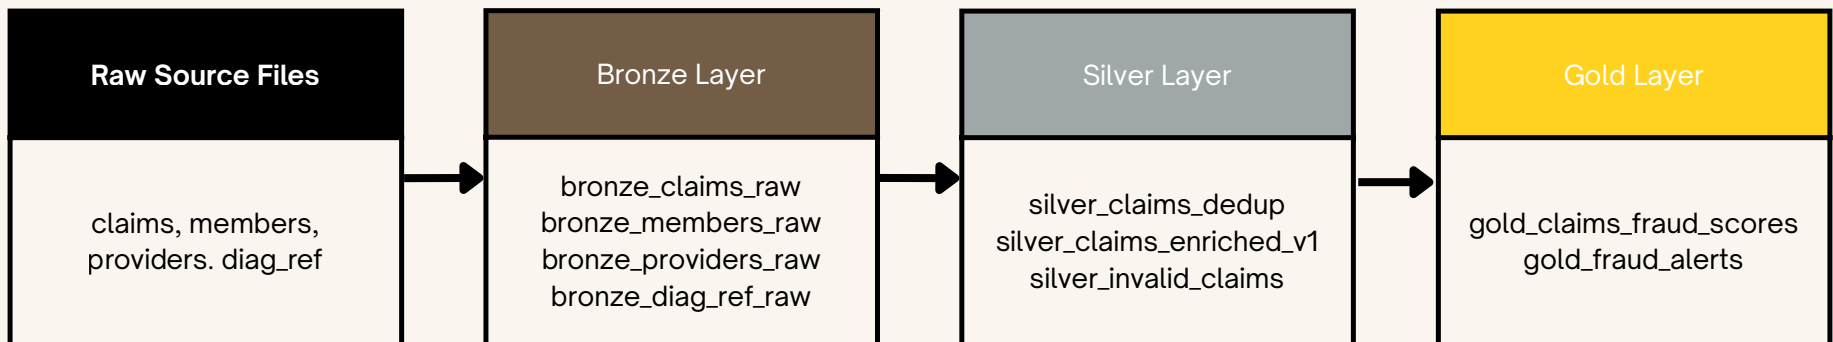 Raw Source Files
claims, members,
providers. diag_ref
Bronze Layer
bronze_claims_raw
bronze_members_raw
bronze_providers_raw
bronze_diag_ref_raw
Silver Layer
silver_claims_dedup
silver_claims_enriched_v1
silver_invalid_claims
Gold Layer
gold_claims_fraud_scores
gold_fraud_alerts